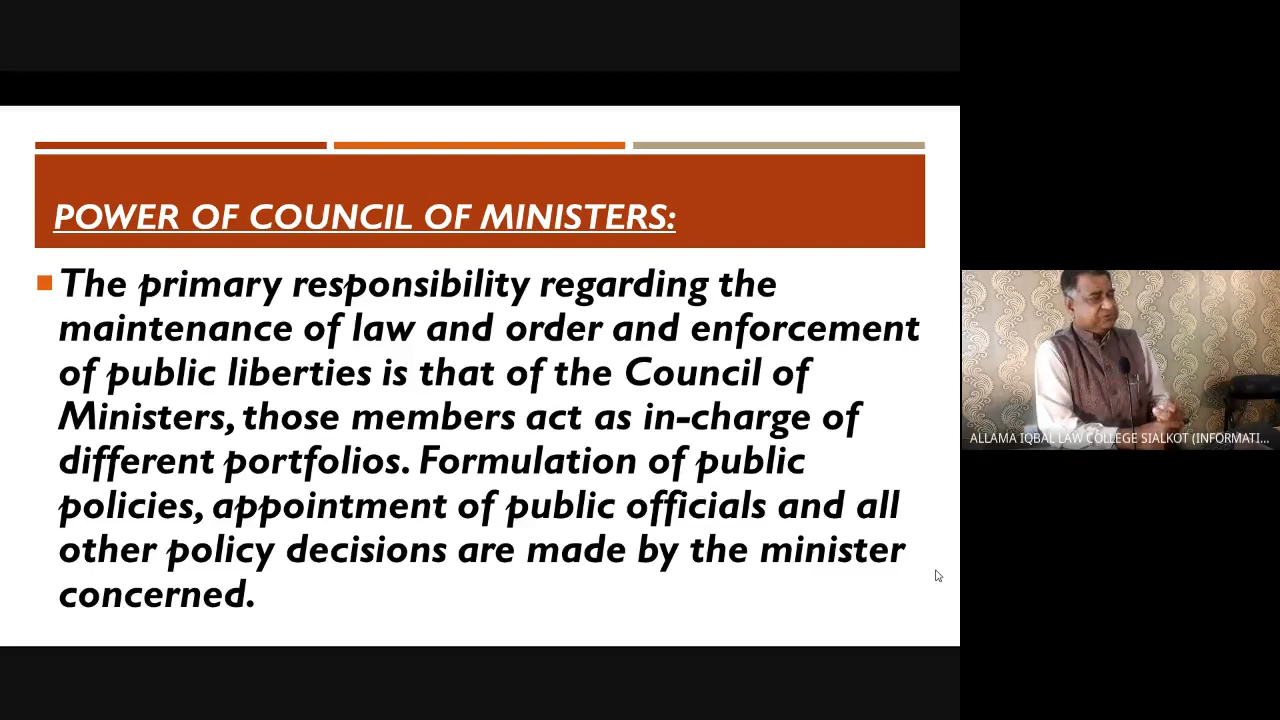 POWER OF COUNCIL OF MINISTERS:
The primary responsibility regarding the
maintenance of law and order and enforcement
of public liberties is that of the Council of
Ministers, those members act as in-charge of
different portfolios. Formulation of public
policies, appointment of public officials and all
other policy decisions are made by the minister
concerned.
ALLAMA IQBAL LAW COLLEGE SIALKOT (INFORMATI...